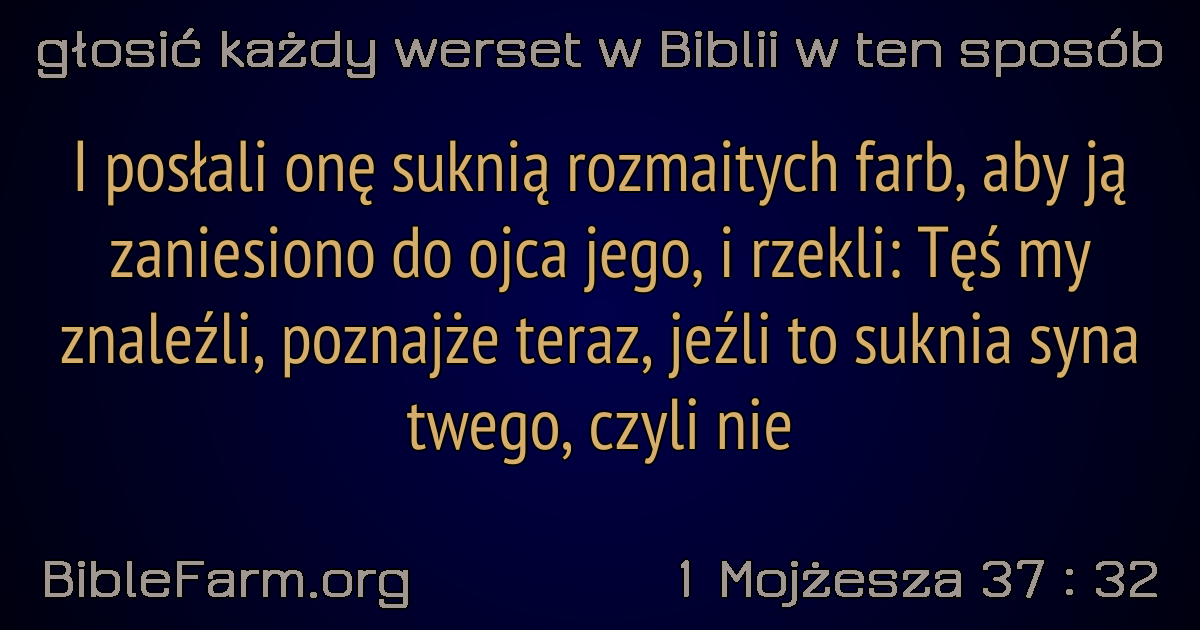 głosić każdy werset w Biblii w ten sposób
I posłali onę suknią rozmaitych farb, aby ją
zaniesiono do ojca jego, i rzekli: Tęś my
znaleźli, poznajże teraz, jeźli to suknia syna
twego, czyli nie
BibleFarm.org
1 Mojżesza 37 : 32